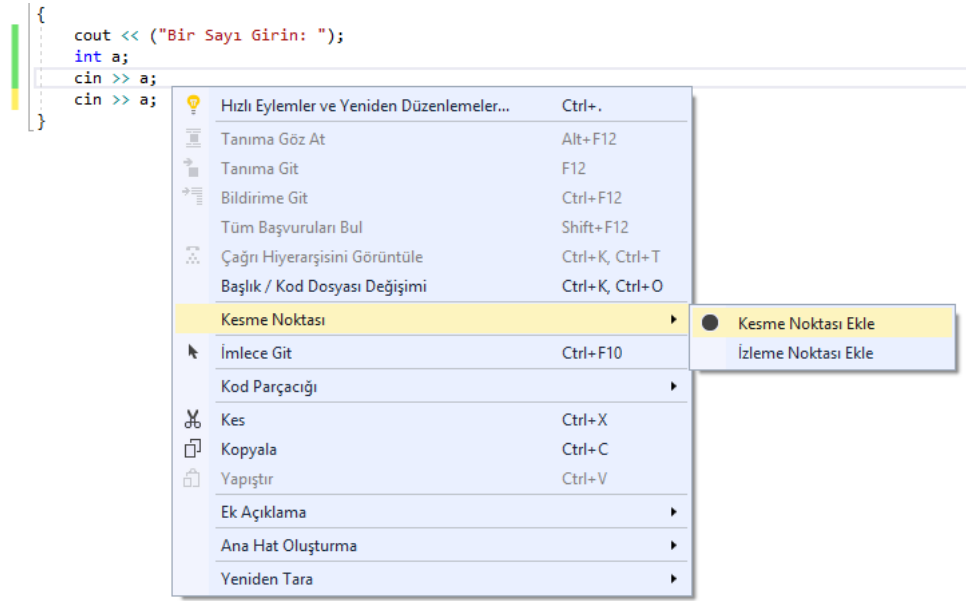 {
cout << ("Bir Sayı Girin: ");
int a;
cin >> a;
cin >> a;
}
Hızlı Eylemler ve Yeniden Düzenlemeler... Ctrl+.
Tanıma Göz At Alt+F12
Tanıma Git F12
Bildirime Git Ctrl+F12
Tüm Başvuruları Bul Shift+F12
Çağrı Hiyerarşisini Görüntüle Ctrl+K, Ctrl+T
Başlık / Kod Dosyası Değişimi Ctrl+K, Ctrl+O
Kesme Noktası
Kesme Noktası Ekle
İzleme Noktası Ekle
İmlece Git Ctrl+F10
Kod Parçacığı
Kes Ctrl+X
Kopyala Ctrl+C
Yapıştır Ctrl+V
Ek Açıklama
Ana Hat Oluşturma
Yeniden Tara